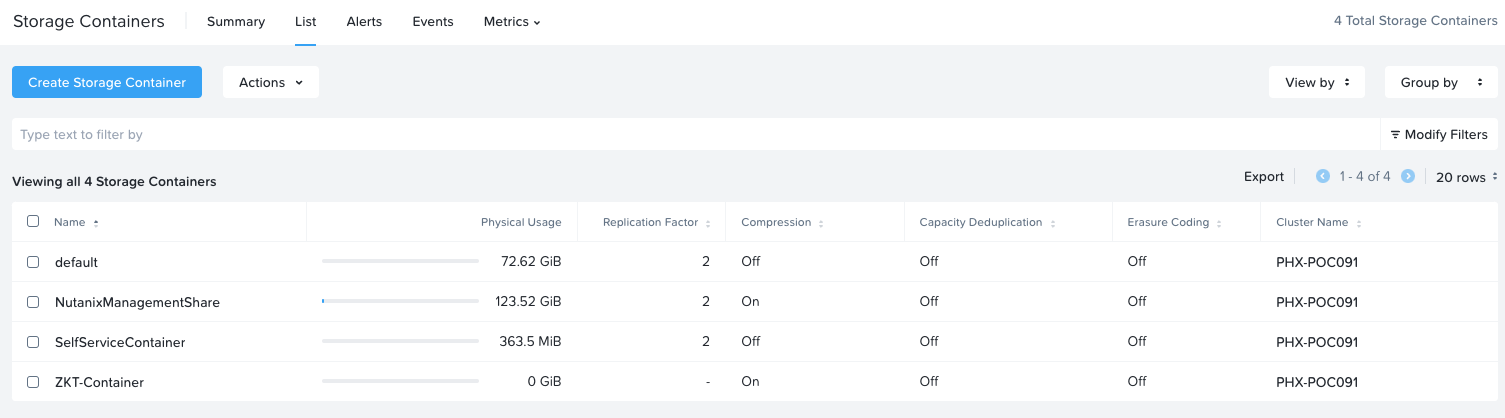 Storage Containers Summary List Alerts Events Metrics 4 Total Storage Containers
Create Storage Container Actions View by Group by
Type text to filter by Modify Filters
Viewing all 4 Storage Containers Export 1 - 4 of 4 20 rows
Name Physical Usage Replication Factor Compression Capacity Deduplication Erasure Coding Cluster Name
default 72.62 GiB 2 Off Off Off PHX-POC091
NutanixManagementShare 123.52 GiB 2 On Off Off PHX-POC091
SelfServiceContainer 363.5 MiB 2 Off Off Off PHX-POC091
ZKT-Container 0 GiB - On Off Off PHX-POC091